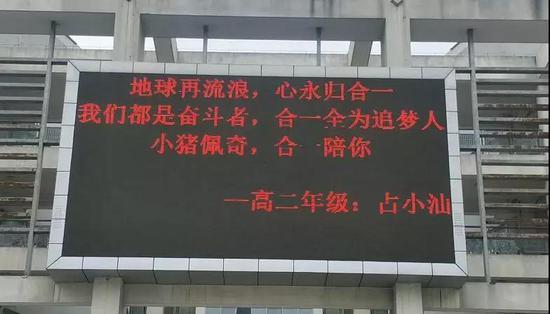 地球再流浪，心永归合一
我们都是奋斗者，合一全为追梦人
小猪佩奇，合一陪你
—高二年级：占小汕